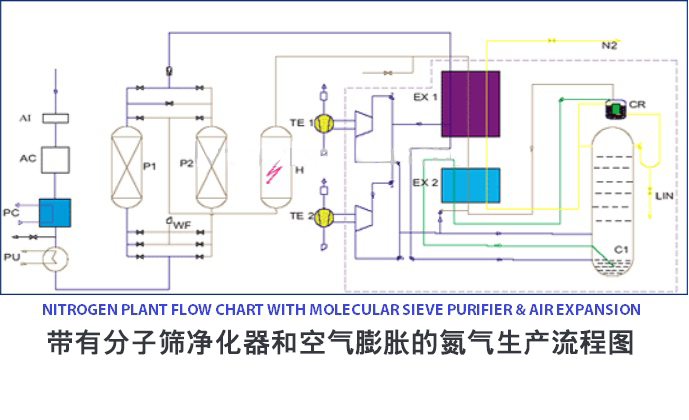 N2
EX 1
CR
AI
TE 1
AC
P1
P2
H
EX 2
LIN
PC
TE 2
WF
C1
PU
NITROGEN PLANT FLOW CHART WITH MOLECULAR SIEVE PURIFIER & AIR EXPANSION
带有分子筛净化器和空气膨胀的氮气生产流程图